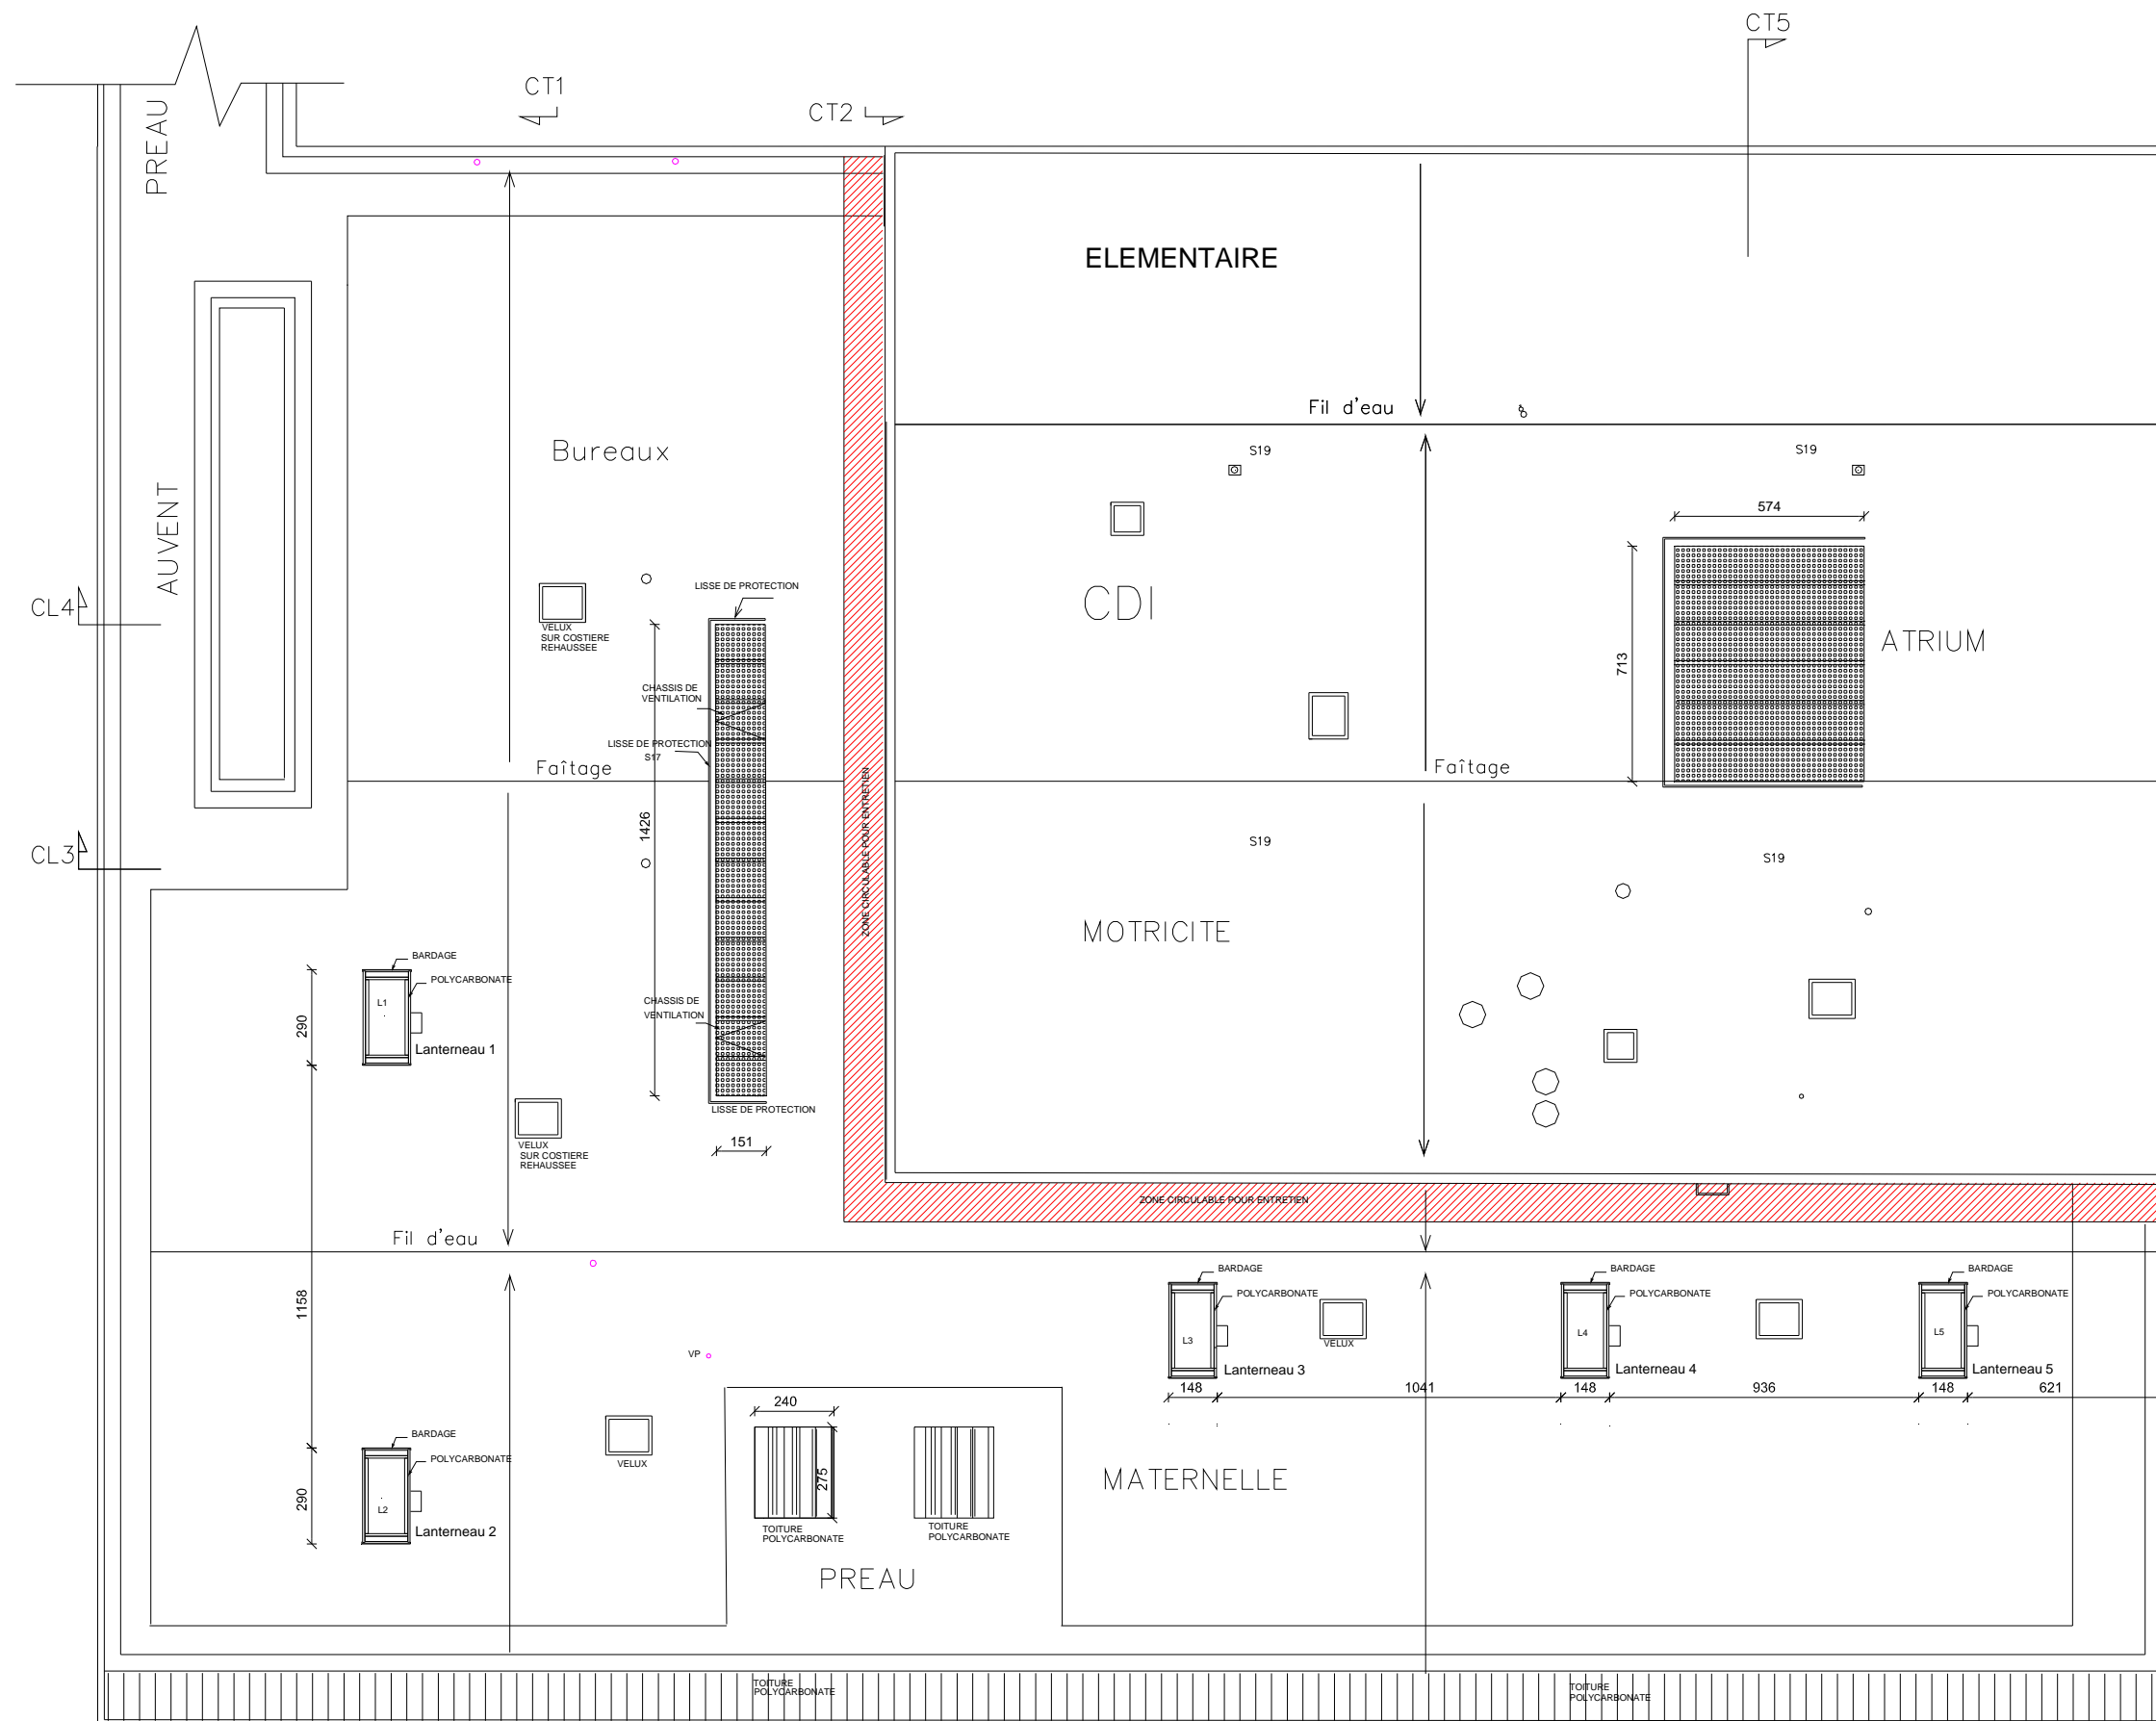 CT5
CT1
CT2
PREAU
ELEMENTAIRE
Fil d'eau
Bureaux
S19
S19
AUVENT
574
CL4
VELUX
SUR COSTIERE
REHAUSSEE
LISSE DE PROTECTION
CDI
ATRIUM
713
CHASSIS DE
VENTILATION
LISSE DE PROTECTION
S17
Faîtage
Faîtage
1426
ZONE CIRCULABLE POUR ENTRETIEN
CL3
S19
S19
MOTRICITE
BARDAGE
POLYCARBONATE
L1
290
Lanterneau 1
CHASSIS DE
VENTILATION
LISSE DE PROTECTION
151
VELUX
SUR COSTIERE
REHAUSSEE
ZONE CIRCULABLE POUR ENTRETIEN
Fil d'eau
1158
BARDAGE
POLYCARBONATE
L3
Lanterneau 3
VELUX
BARDAGE
POLYCARBONATE
L4
Lanterneau 4
BARDAGE
POLYCARBONATE
L5
Lanterneau 5
148
1041
148
936
148
621
VP
240
275
BARDAGE
POLYCARBONATE
L2
290
Lanterneau 2
VELUX
TOITURE
POLYCARBONATE
TOITURE
POLYCARBONATE
MATERNELLE
PREAU
TOITURE
POLYCARBONATE
TOITURE
POLYCARBONATE